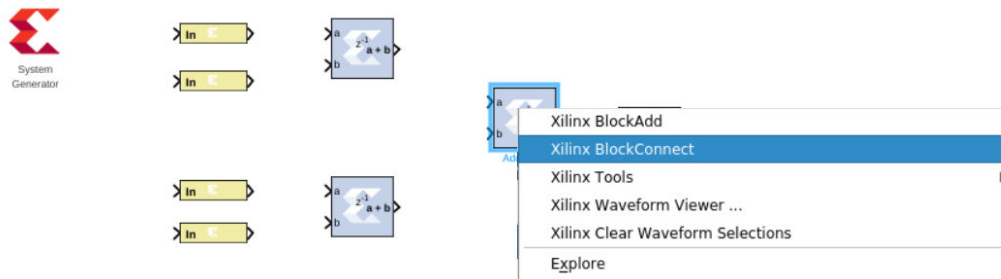 System
Generator
In
In
a
b
z-1
a + b
In
In
a
b
z-1
a + b
a
b
Xilinx BlockAdd
Xilinx BlockConnect
Xilinx Tools
Xilinx Waveform Viewer ...
Xilinx Clear Waveform Selections
Explore